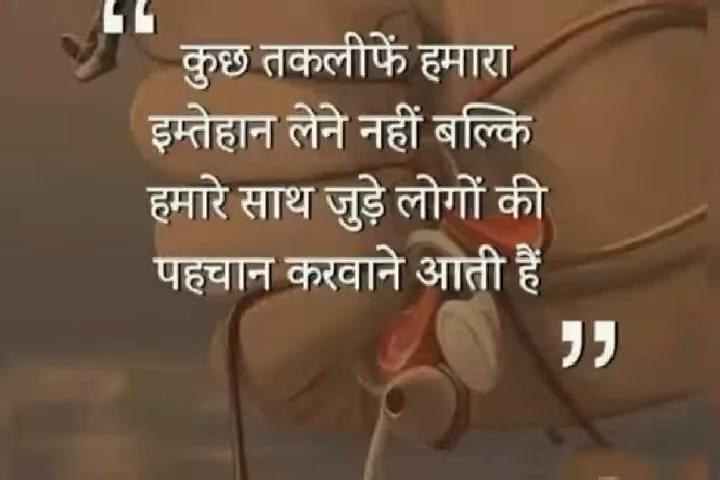 “
कुछ तकलीफें हमारा
इम्तेहान लेने नहीं बल्कि
हमारे साथ जुड़े लोगों की
पहचान करवाने आती हैं
”